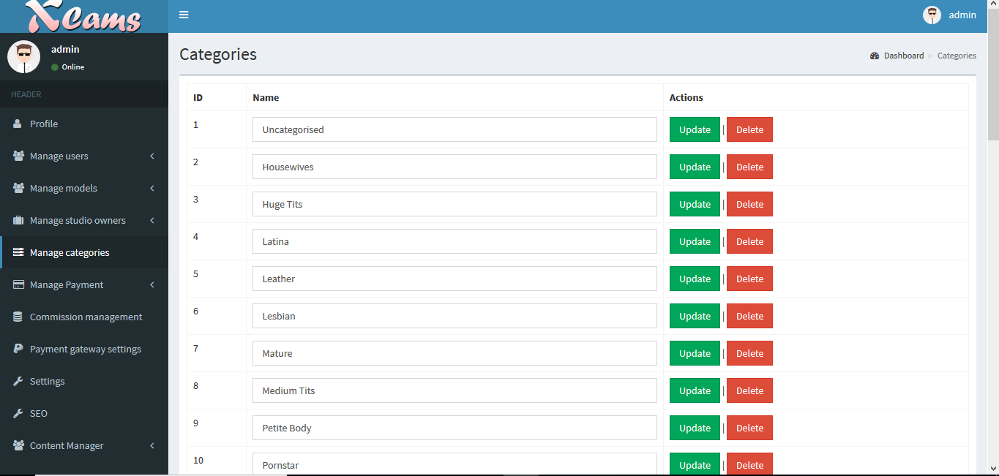 XCams
admin
admin
Online
HEADER
Profile
Manage users
Manage models
Manage studio owners
Manage categories
Manage Payment
Commission management
Payment gateway settings
Settings
SEO
Content Manager
Categories
Dashboard > Categories
ID Name Actions
1 Uncategorised Update | Delete
2 Housewives Update | Delete
3 Huge Tits Update | Delete
4 Latina Update | Delete
5 Leather Update | Delete
6 Lesbian Update | Delete
7 Mature Update | Delete
8 Medium Tits Update | Delete
9 Petite Body Update | Delete
10 Pornstar Update | Delete